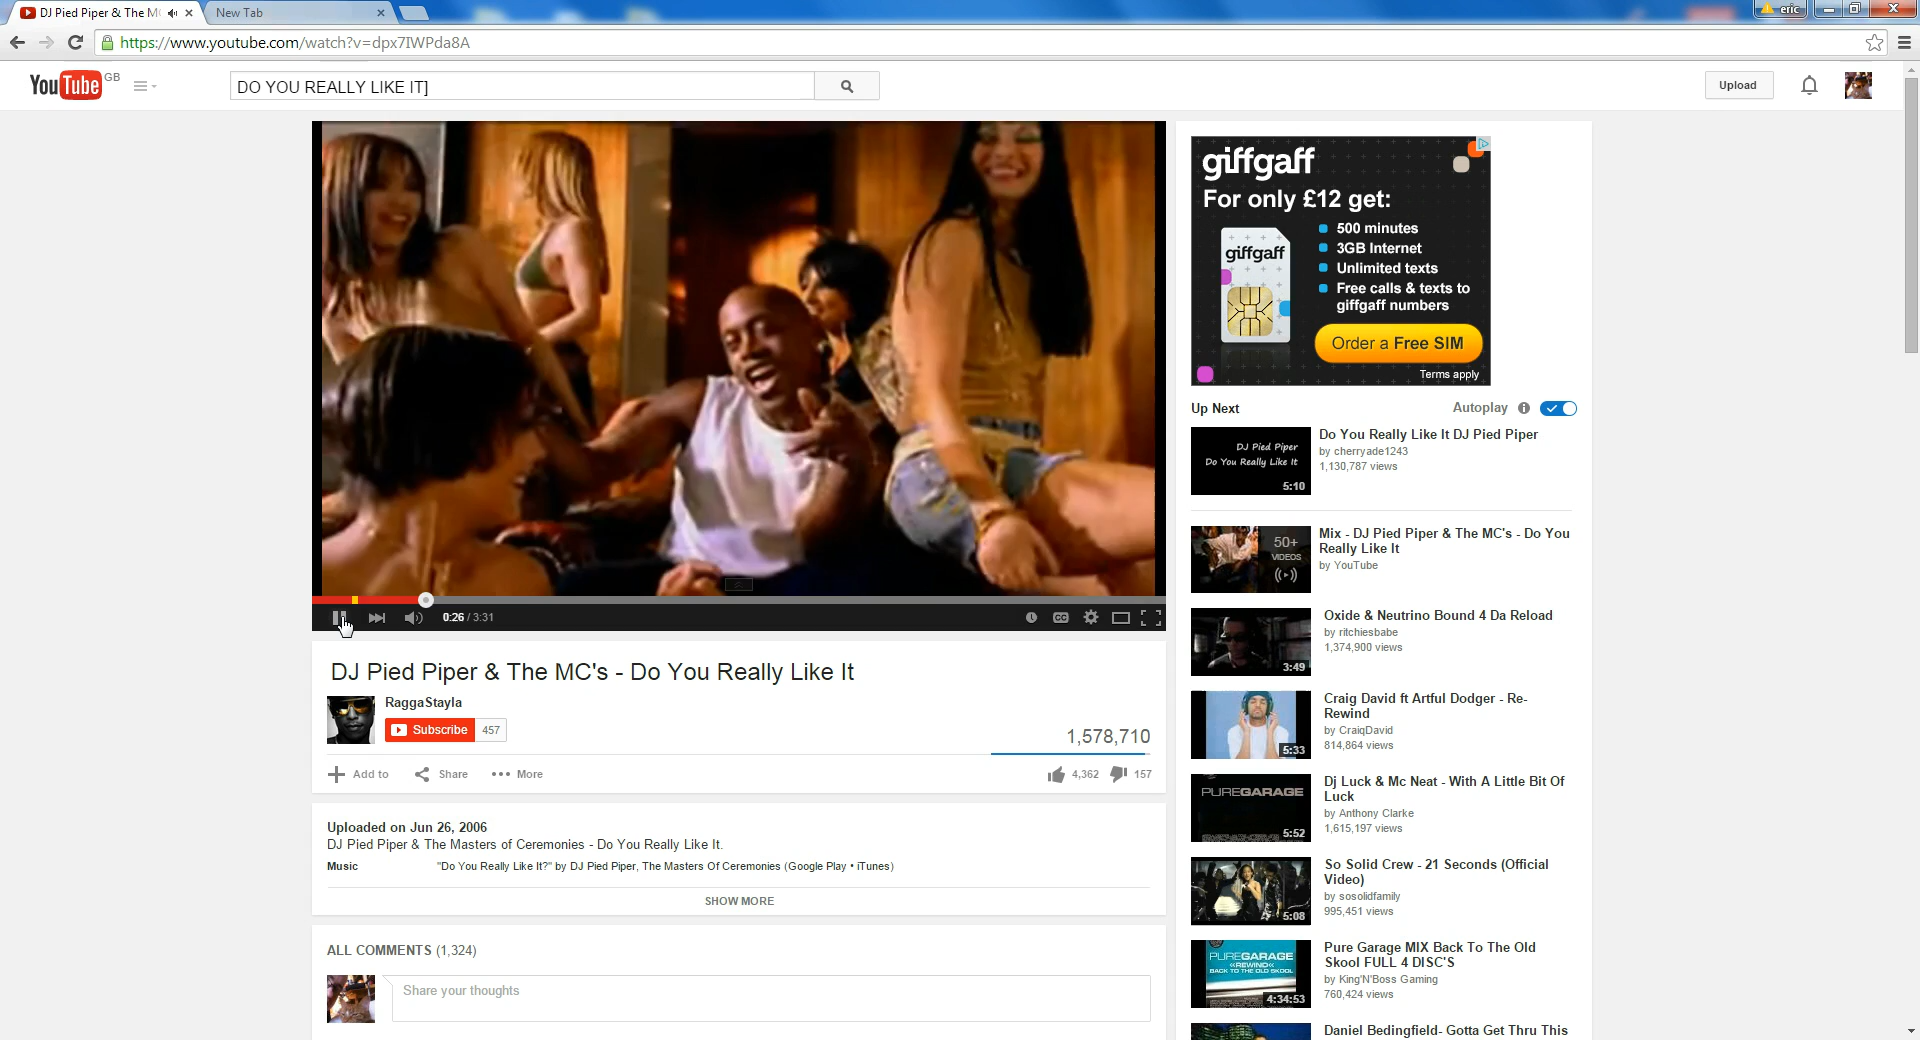 DJ Pied Piper & The M
New Tab
eric
https://www.youtube.com/watch?v=dpx7IWPda8A
YouTube GB
DO YOU REALLY LIKE IT]
Upload
giffgaff
For only £12 get:
giffgaff
500 minutes
3GB Internet
Unlimited texts
Free calls & texts to
giffgaff numbers
Order a Free SIM
Terms apply
0:26 / 3:31
CC
DJ Pied Piper & The MC's - Do You Really Like It
RaggaStayla
Subscribe 457
1,578,710
Add to Share More
4,362 157
Uploaded on Jun 26, 2006
DJ Pied Piper & The Masters of Ceremonies - Do You Really Like It.
Music "Do You Really Like It?" by DJ Pied Piper, The Masters Of Ceremonies (Google Play • iTunes)
SHOW MORE
ALL COMMENTS (1,324)
Share your thoughts
Up Next
Autoplay
DJ Pied Piper
Do You Really Like It
5:10
Do You Really Like It DJ Pied Piper
by cherryade1243
1,130,787 views
50+
VIDEOS
Mix - DJ Pied Piper & The MC's - Do You
Really Like It
by YouTube
3:49
Oxide & Neutrino Bound 4 Da Reload
by ritchiesbabe
1,374,900 views
5:33
Craig David ft Artful Dodger - Re-
Rewind
by CraigDavid
814,864 views
PUREGARAGE
5:52
Dj Luck & Mc Neat - With A Little Bit Of
Luck
by Anthony Clarke
1,615,197 views
5:08
So Solid Crew - 21 Seconds (Official
Video)
by sosolidfamily
995,451 views
PUREGARAGE
«REWIND«
BACK TO THE OLD SKOOL
4:34:53
Pure Garage MIX Back To The Old
Skool FULL 4 DISC'S
by King'N'Boss Gaming
760,424 views
Daniel Bedingfield- Gotta Get Thru This